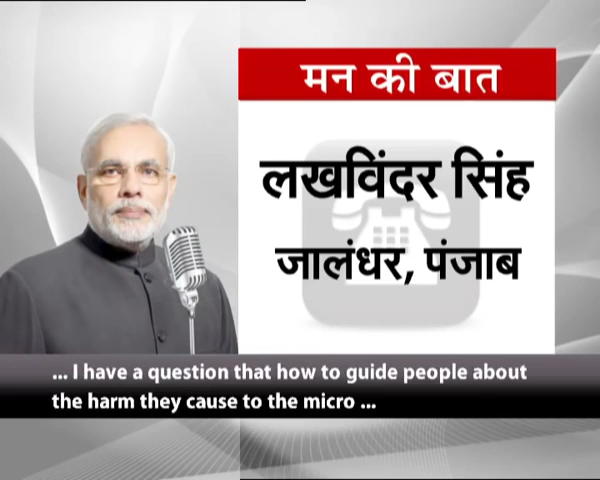 मन की बात
लखविंदर सिंह
जालंधर, पंजाब
... I have a question that how to guide people about
the harm they cause to the micro ...